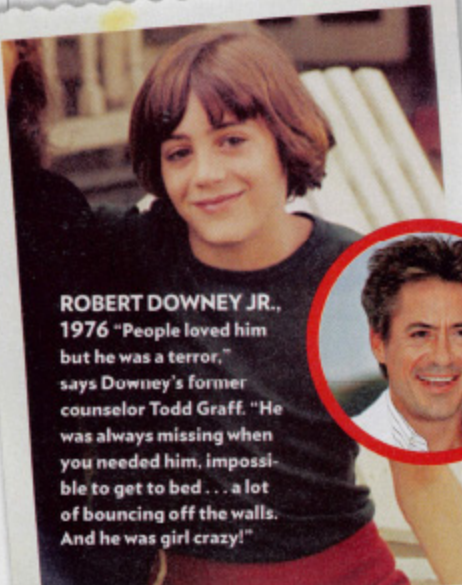 ROBERT DOWNEY JR.,
1976 “People loved him
but he was a terror,”
says Downey's former
counselor Todd Graff. “He
was always missing when
you needed him, impossi-
ble to get to bed . . . a lot
of bouncing off the walls.
And he was girl crazy!”